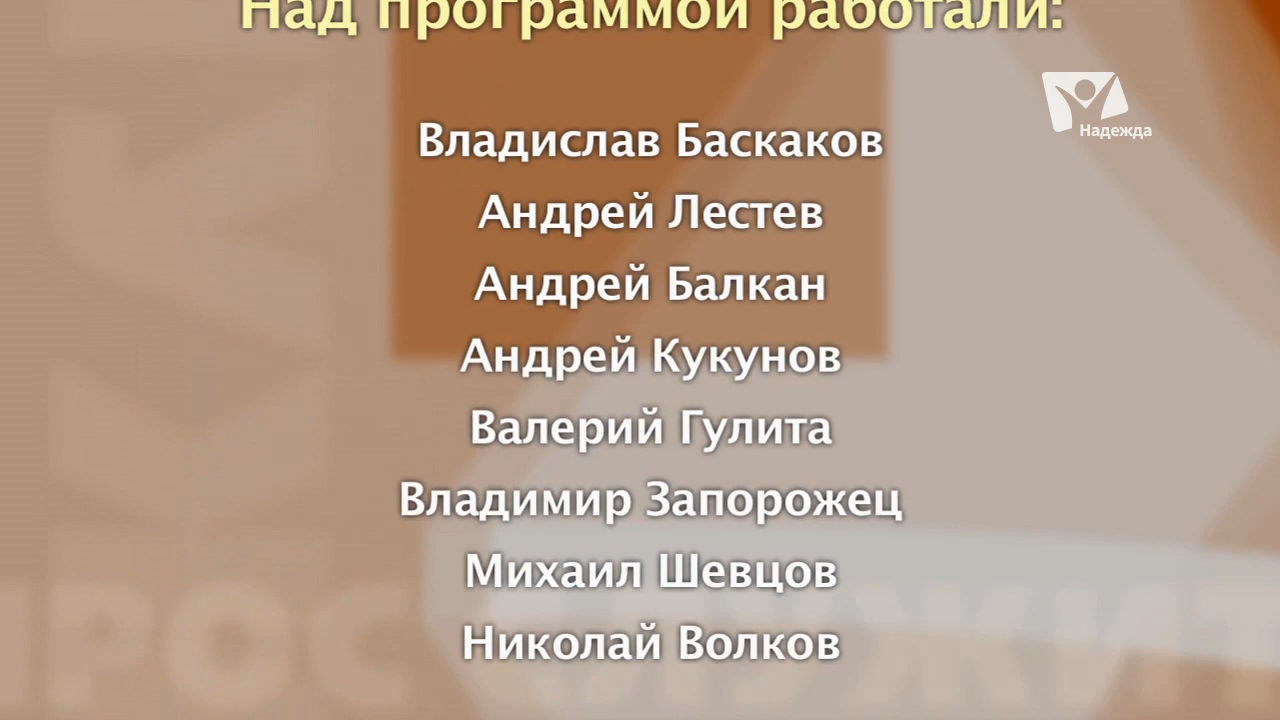 Над программой работали:
Надежда
Владислав Баскаков
Андрей Лестев
Андрей Балкан
Андрей Кукунов
Валерий Гулита
Владимир Запорожец
Михаил Шевцов
Николай Волков